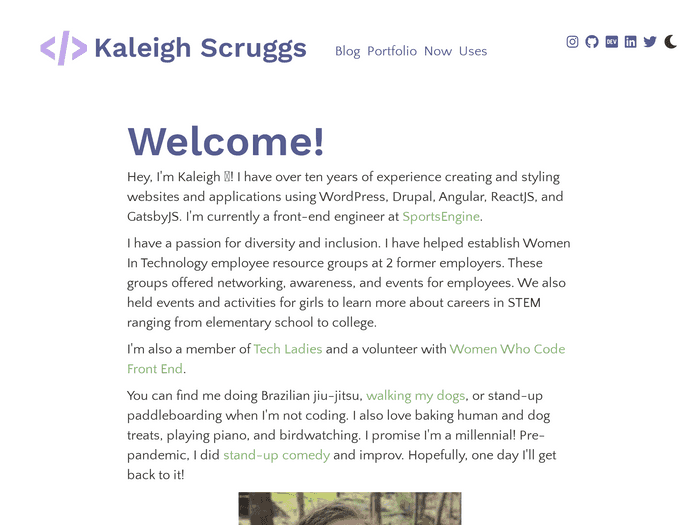 </> Kaleigh Scruggs
Blog Portfolio Now Uses
DEV
Welcome!
Hey, I'm Kaleigh ! I have over ten years of experience creating and styling
websites and applications using WordPress, Drupal, Angular, ReactJS, and
GatsbyJS. I'm currently a front-end engineer at SportsEngine.
I have a passion for diversity and inclusion. I have helped establish Women
In Technology employee resource groups at 2 former employers. These
groups offered networking, awareness, and events for employees. We also
held events and activities for girls to learn more about careers in STEM
ranging from elementary school to college.
I'm also a member of Tech Ladies and a volunteer with Women Who Code
Front End.
You can find me doing Brazilian jiu-jitsu, walking my dogs, or stand-up
paddleboarding when I'm not coding. I also love baking human and dog
treats, playing piano, and birdwatching. I promise I'm a millennial! Pre-
pandemic, I did stand-up comedy and improv. Hopefully, one day I'll get
back to it!